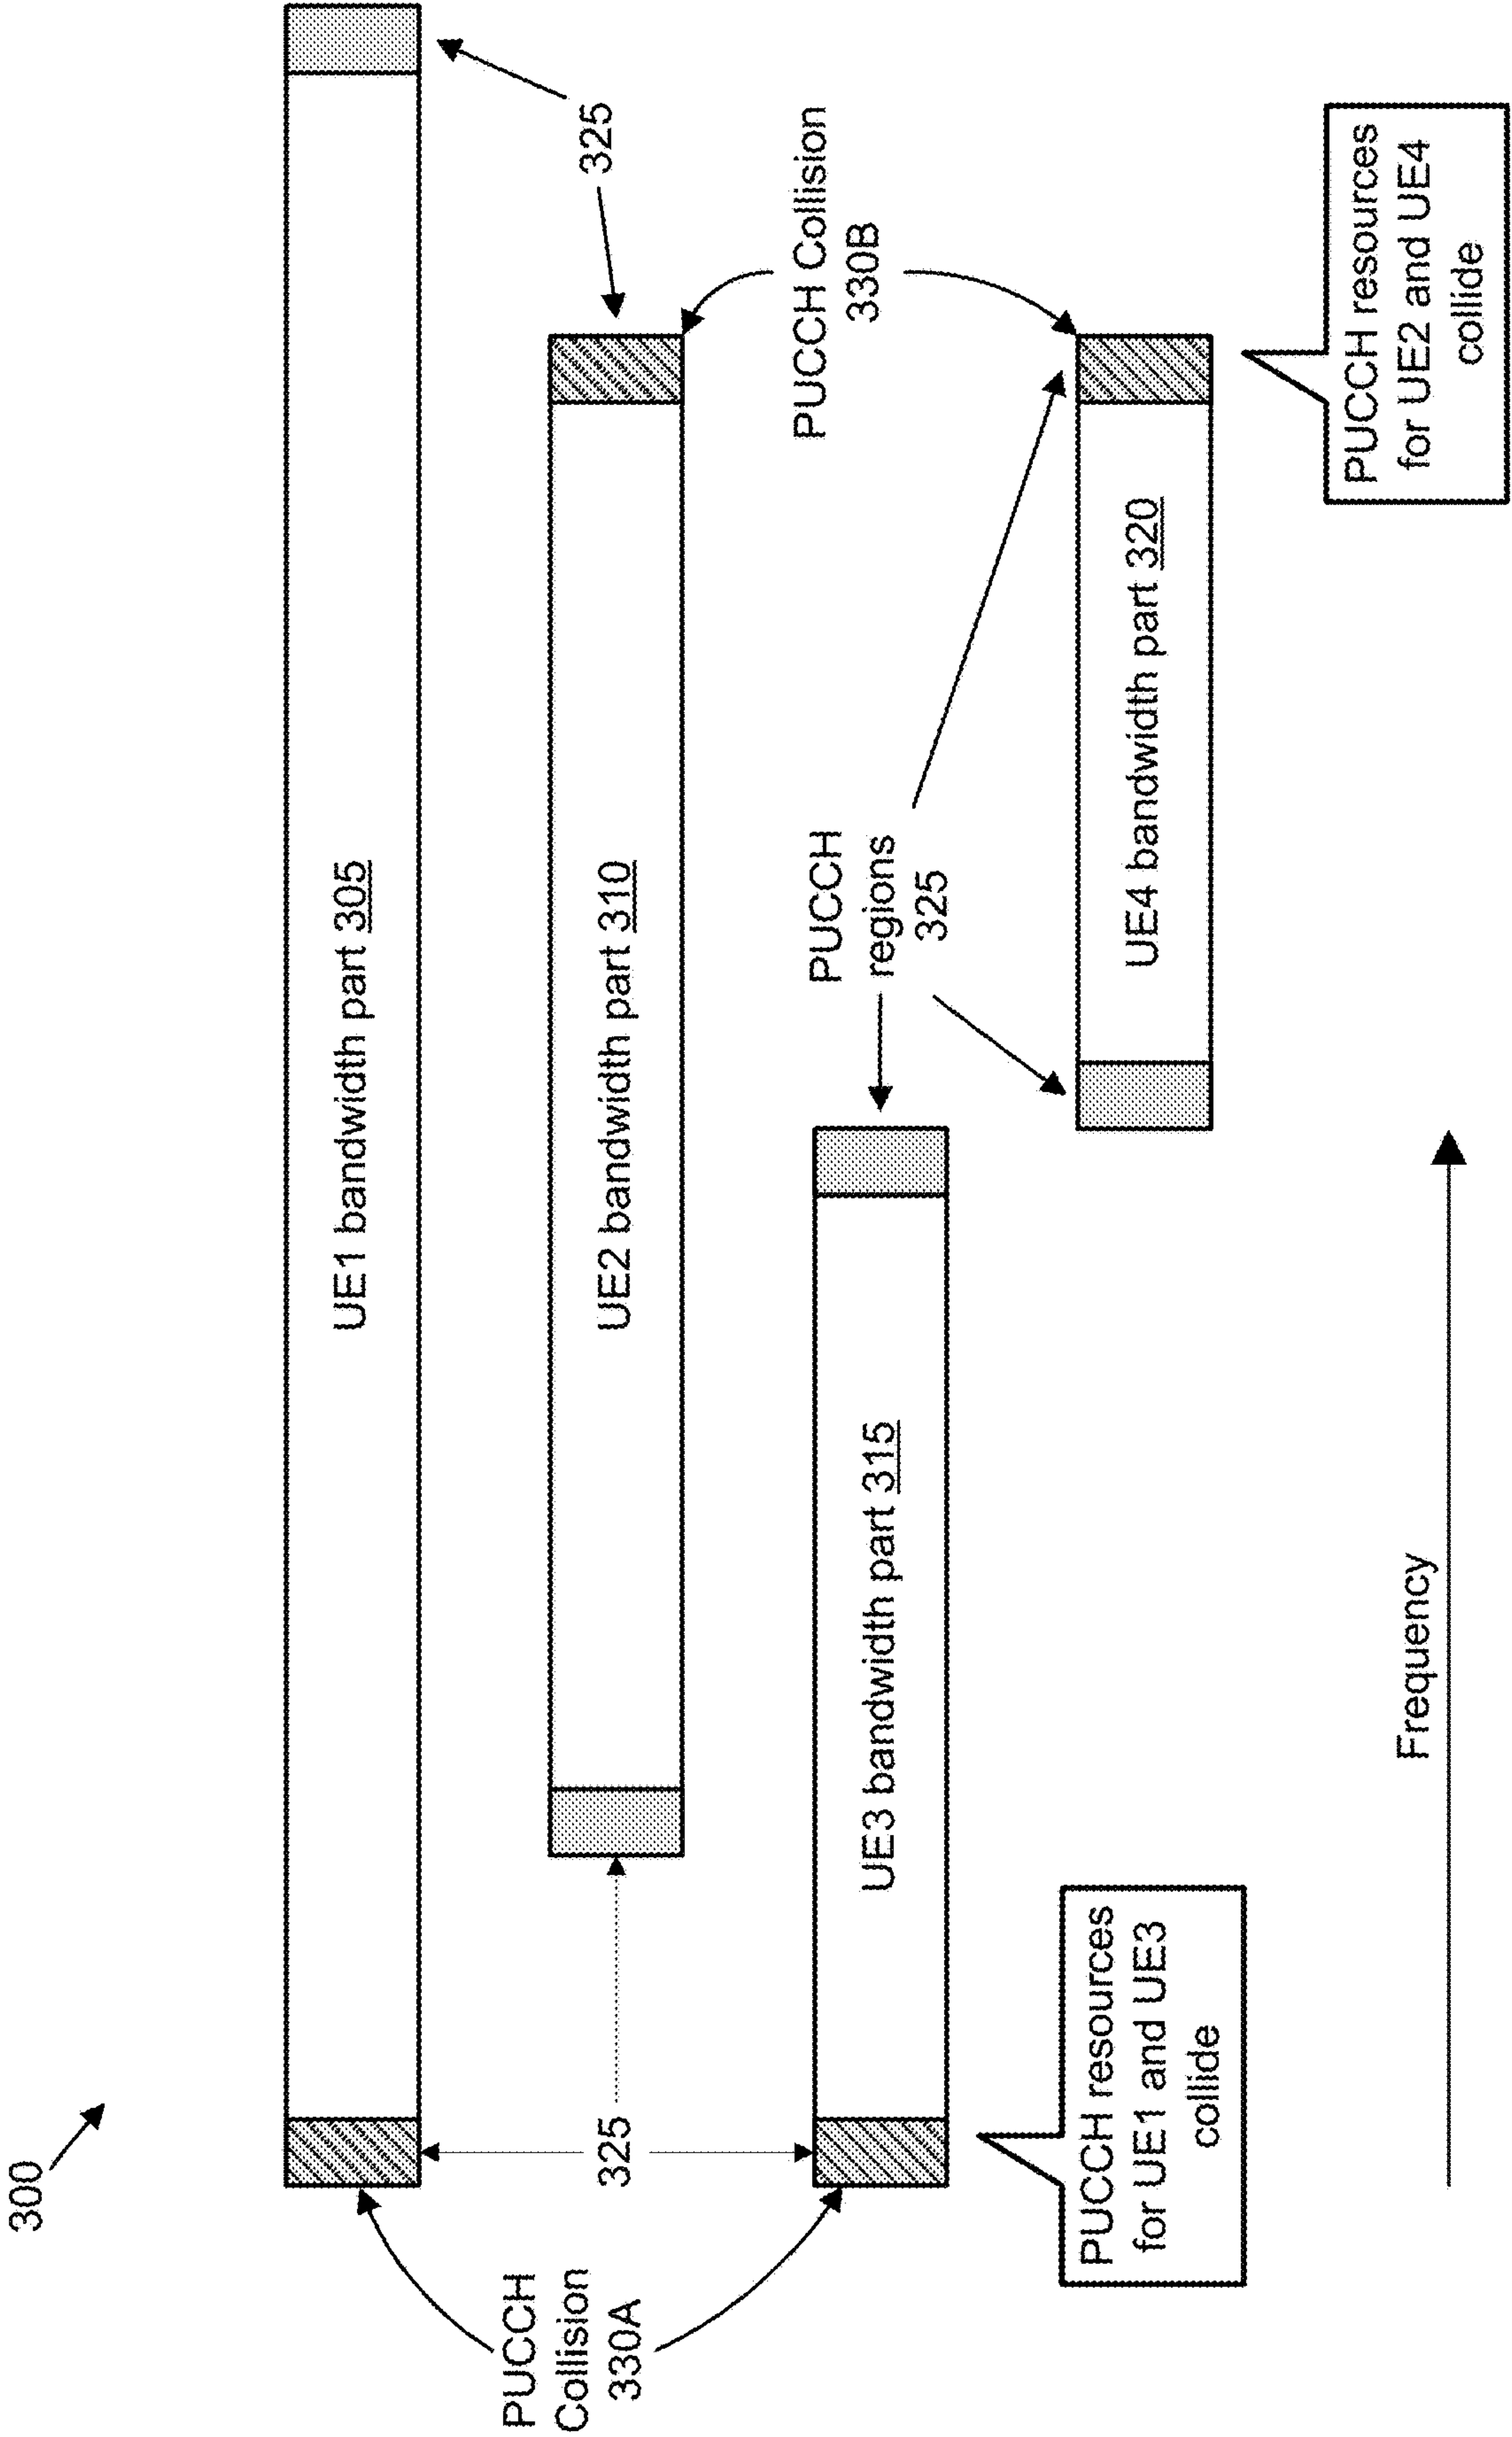 300
UE1 bandwidth part 305
325
UE2 bandwidth part 310
PUCCH
Collision
330A
325
PUCCH Collision
330B
PUCCH
regions
325
UE3 bandwidth part 315
UE4 bandwidth part 320
PUCCH resources
for UE1 and UE3
collide
PUCCH resources
for UE2 and UE4
collide
Frequency